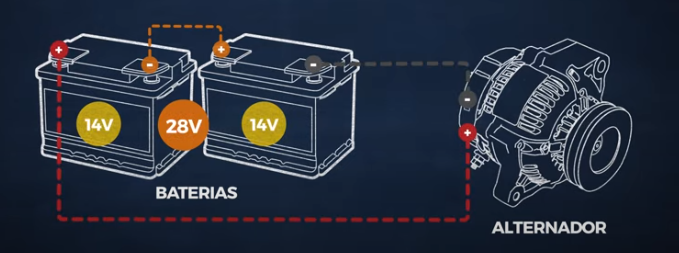 +
-
+
-
14V
28V
14V
-
+
BATERIAS
ALTERNADOR